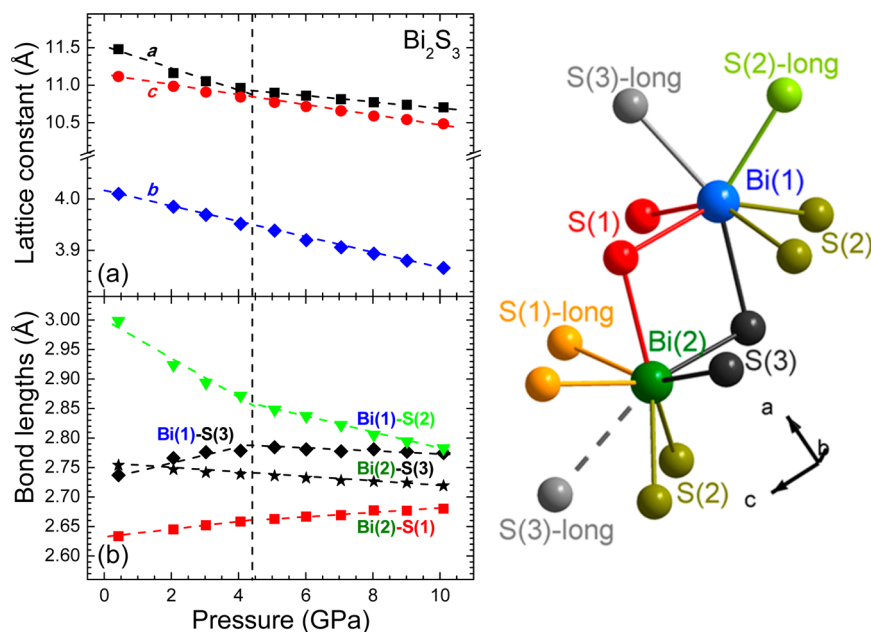 (a)
Bi₂S₃
a
c
b
Lattice constant (Å)
11.5
11.0
10.5
4.0
3.9
(a)
3.00
2.95
2.90
2.85
2.80
2.75
2.70
2.65
2.60
Bond lengths (Å)
Bi(1)-S(2)
Bi(1)-S(3)
Bi(2)-S(3)
Bi(2)-S(1)
(b)
0 2 4 6 8 10
Pressure (GPa)
S(3)-long
S(2)-long
Bi(1)
S(1)
S(2)
S(1)-long
Bi(2)
S(3)
S(2)
S(3)-long
a
b
c